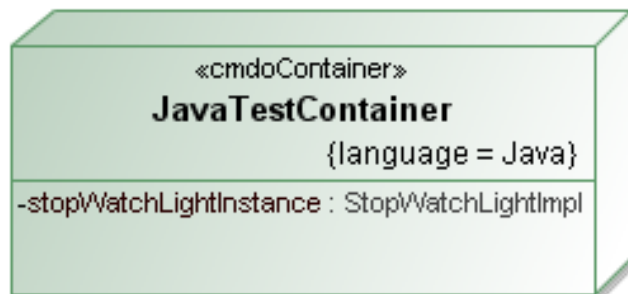 «cmdoContainer»
JavaTestContainer
{language = Java}
-stopWatchLightInstance : StopWatchLightImpl